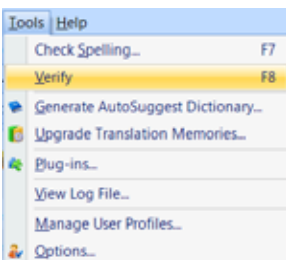 Tools Help
Check Spelling... F7
Verify F8
Generate AutoSuggest Dictionary...
Upgrade Translation Memories...
Plug-ins...
View Log File...
Manage User Profiles...
Options...